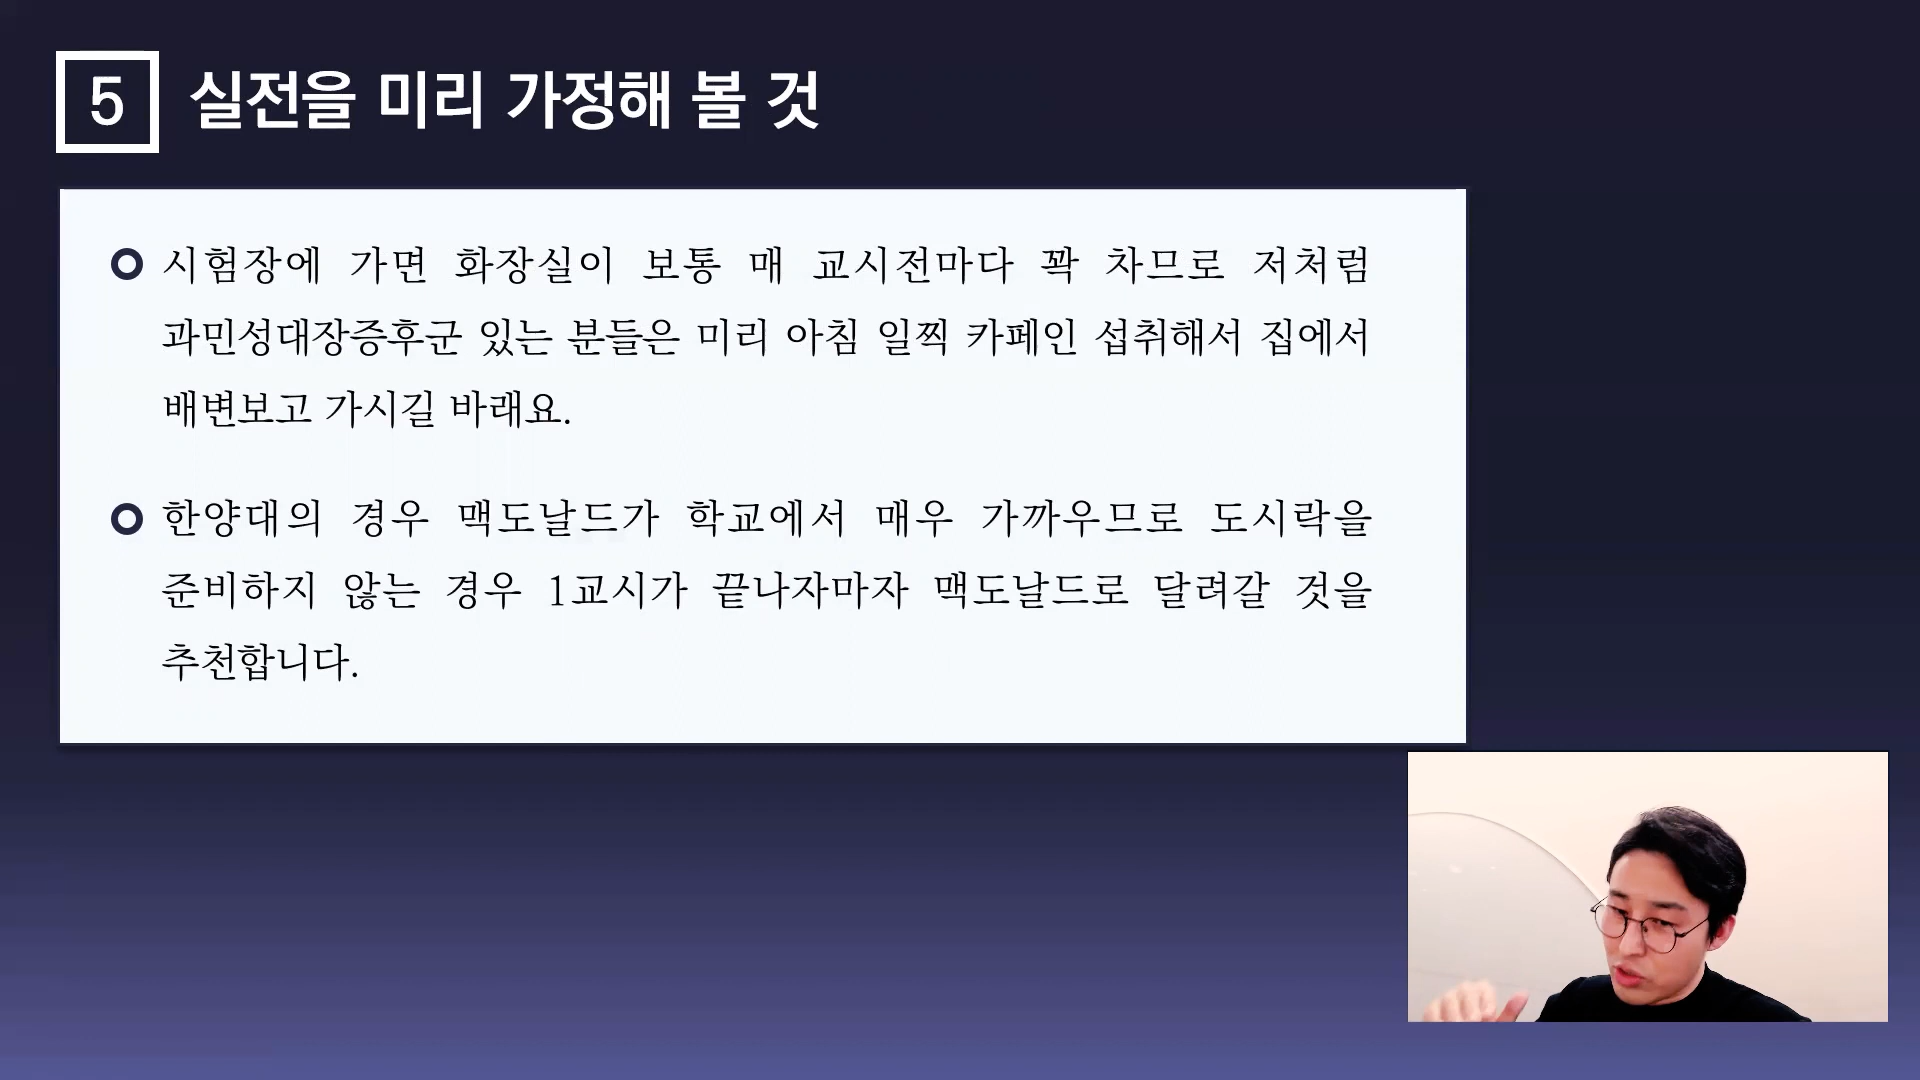 5 실전을 미리 가정해 볼 것
시험장에 가면 화장실이 보통 매 교시전마다 꽉 차므로 저처럼
과민성대장증후군 있는 분들은 미리 아침 일찍 카페인 섭취해서 집에서
배변보고 가시길 바래요.
한양대의 경우 맥도날드가 학교에서 매우 가까우므로 도시락을
준비하지 않는 경우 1교시가 끝나자마자 맥도날드로 달려갈 것을
추천합니다.